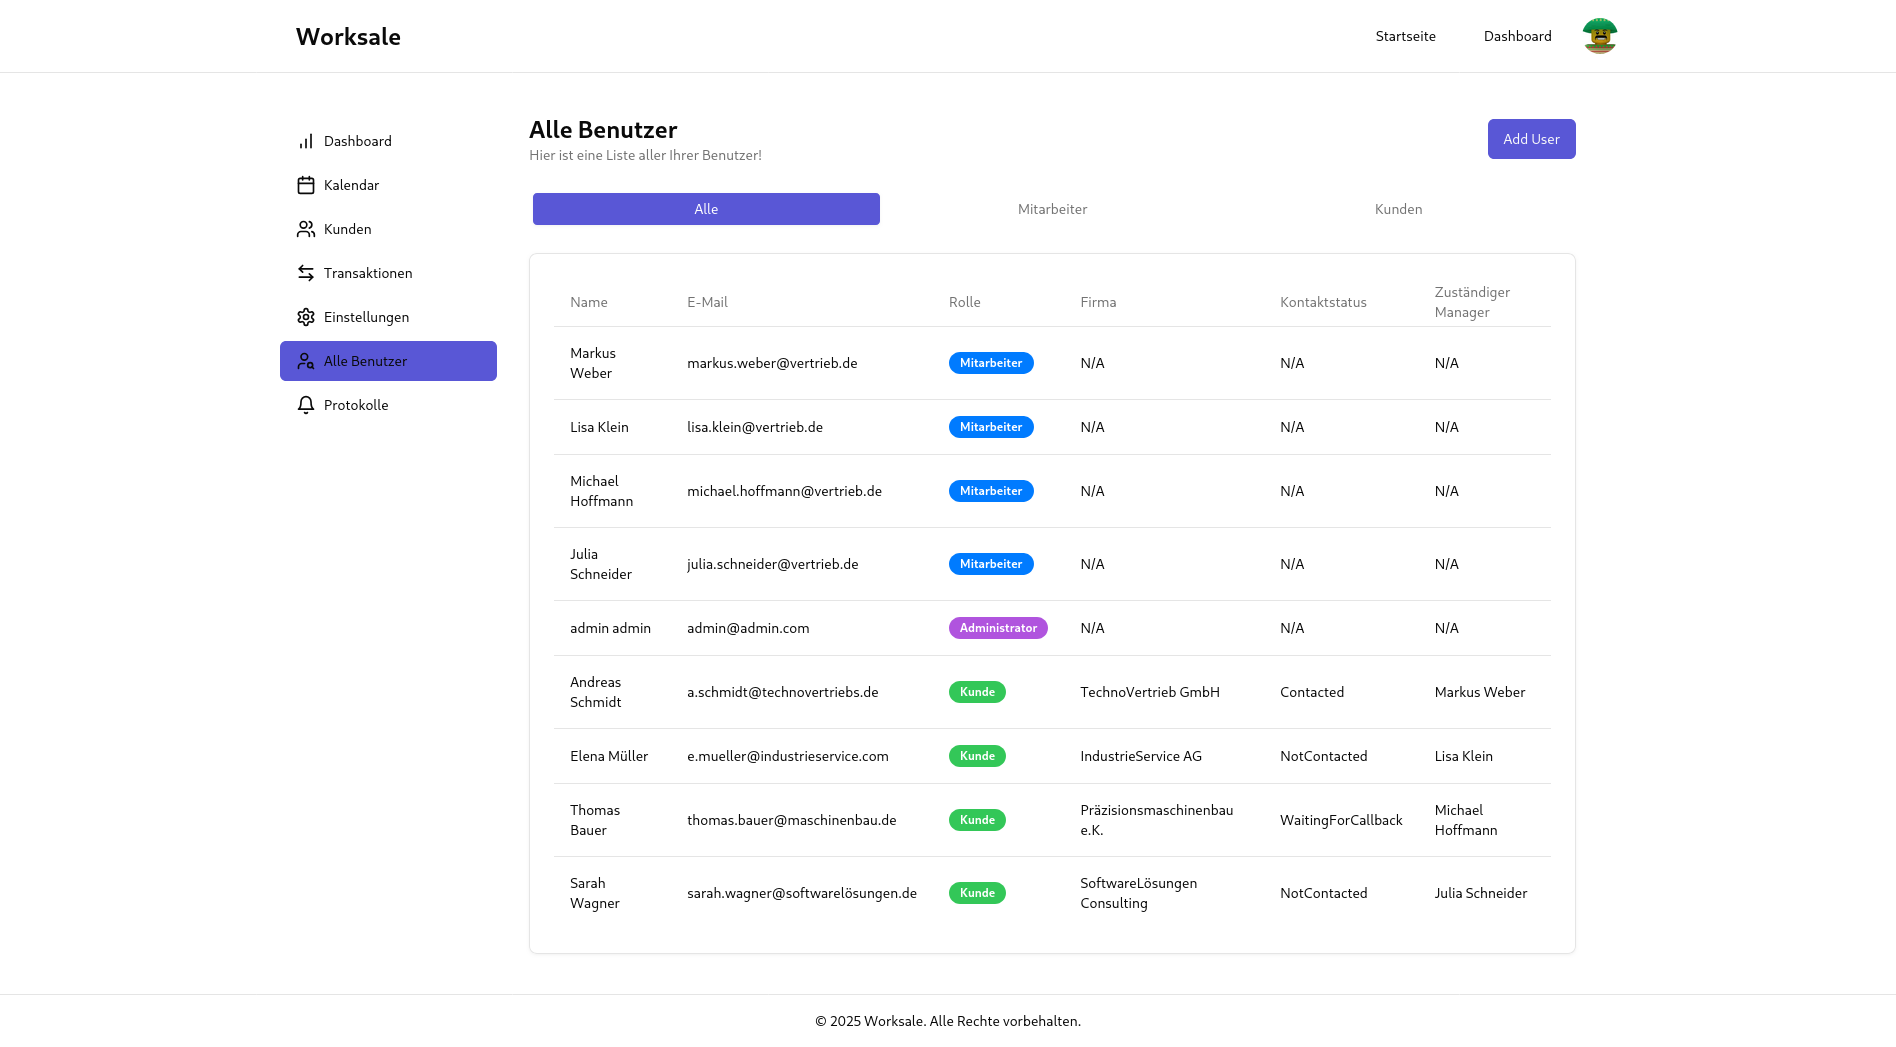 Worksale
Startseite
Dashboard
Dashboard
Kalendar
Kunden
Transaktionen
Einstellungen
Alle Benutzer
Protokolle
Alle Benutzer
Hier ist eine Liste aller Ihrer Benutzer!
Add User
Alle
Mitarbeiter
Kunden
Name
E-Mail
Rolle
Firma
Kontaktstatus
Zuständiger
Manager
Markus
Weber
markus.weber@vertrieb.de
Mitarbeiter
N/A
N/A
N/A
Lisa Klein
lisa.klein@vertrieb.de
Mitarbeiter
N/A
N/A
N/A
Michael
Hoffmann
michael.hoffmann@vertrieb.de
Mitarbeiter
N/A
N/A
N/A
Julia
Schneider
julia.schneider@vertrieb.de
Mitarbeiter
N/A
N/A
N/A
admin admin
admin@admin.com
Administrator
N/A
N/A
N/A
Andreas
Schmidt
a.schmidt@technovertriebs.de
Kunde
TechnoVertrieb GmbH
Contacted
Markus Weber
Elena Müller
e.mueller@industrieservice.com
Kunde
IndustrieService AG
NotContacted
Lisa Klein
Thomas
Bauer
thomas.bauer@maschinenbau.de
Kunde
Präzisionsmaschinenbau
e.K.
WaitingForCallback
Michael
Hoffmann
Sarah
Wagner
sarah.wagner@softwarelösungen.de
Kunde
SoftwareLösungen
Consulting
NotContacted
Julia Schneider
© 2025 Worksale. Alle Rechte vorbehalten.